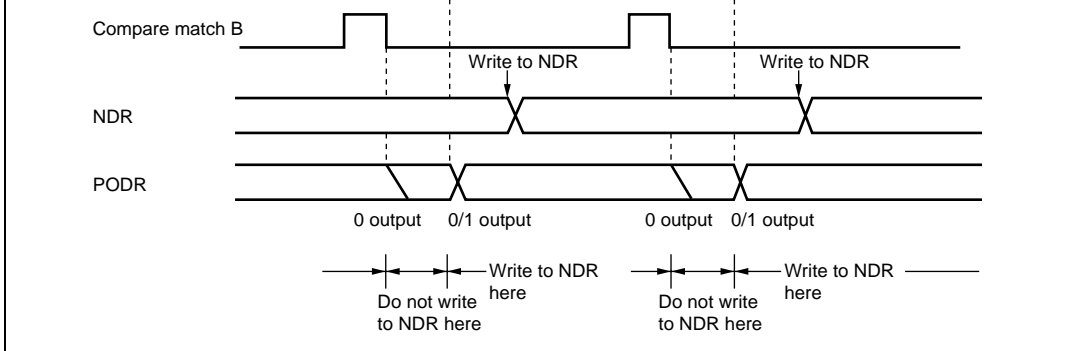 Compare match B
Write to NDR
Write to NDR
NDR
PODR
0 output
0/1 output
0 output
0/1 output
Write to NDR
here
Do not write
to NDR here
Write to NDR
here
Do not write
to NDR here